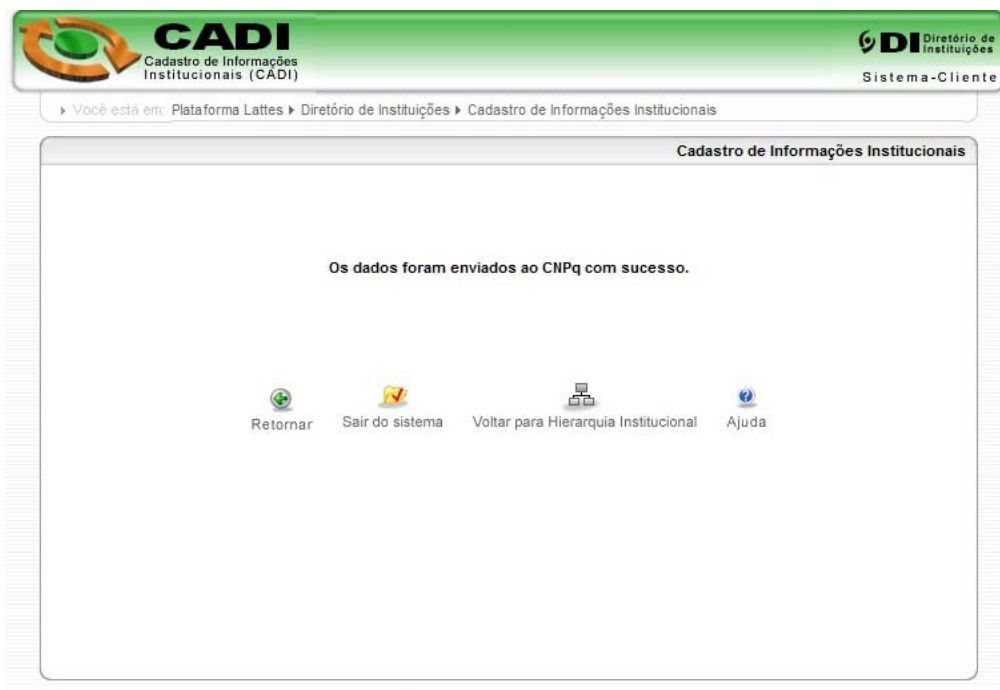 CADI
Cadastro de Informações
Institucionais (CADI)
DI Diretório de
Instituições
Sistema-Cliente
Você está em: Plataforma Lattes Diretório de Instituições Cadastro de Informações Institucionais
Cadastro de Informações Institucionais
Os dados foram enviados ao CNPq com sucesso.
Retornar Sair do sistema Voltar para Hierarquia Institucional Ajuda